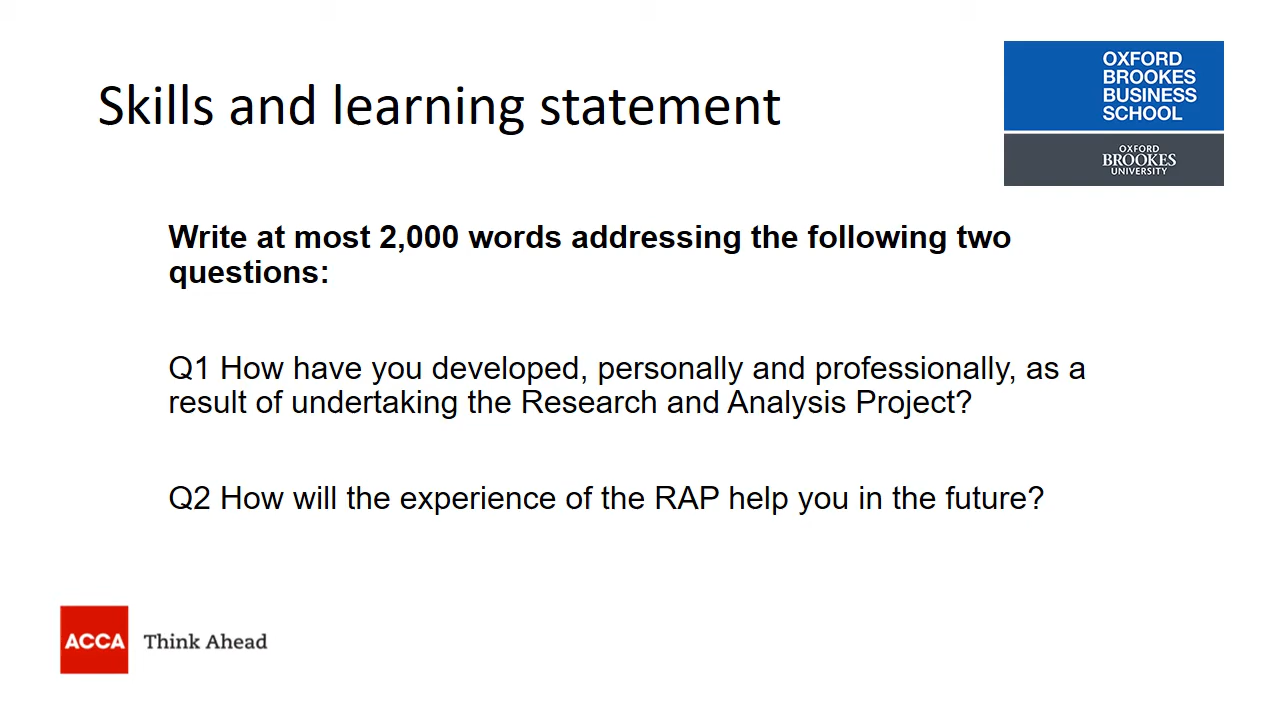 Skills and learning statement
OXFORD
BROOKES
BUSINESS
SCHOOL
OXFORD
BROOKES
UNIVERSITY
Write at most 2,000 words addressing the following two
questions:
Q1 How have you developed, personally and professionally, as a
result of undertaking the Research and Analysis Project?
Q2 How will the experience of the RAP help you in the future?
ACCA Think Ahead